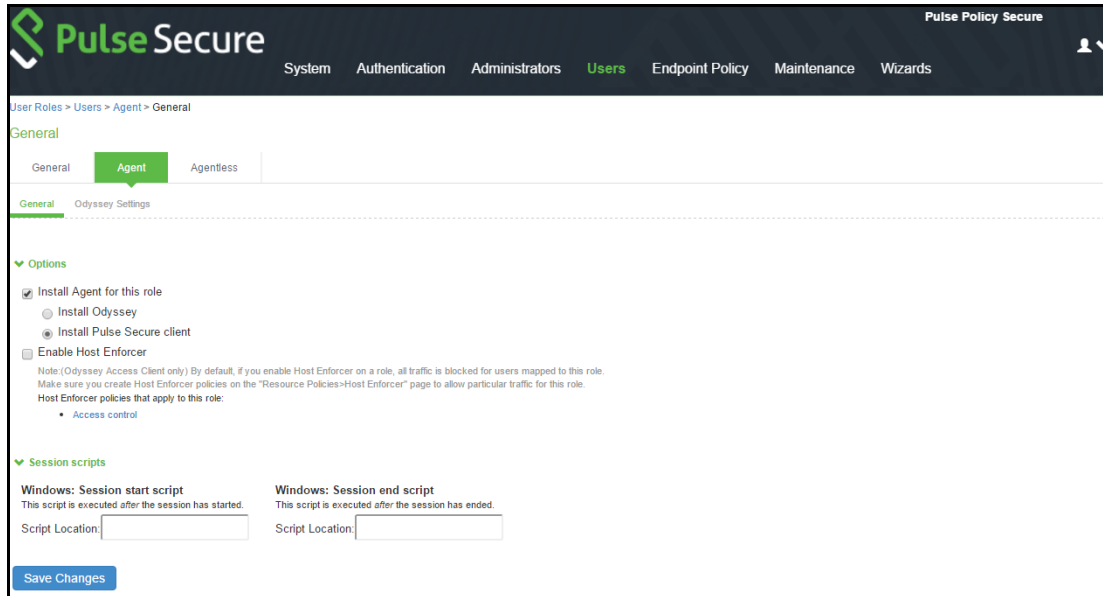 Pulse Policy Secure
Pulse Secure
System Authentication Administrators Users Endpoint Policy Maintenance Wizards
User Roles > Users > Agent > General
General
General Agent Agentless
General Odyssey Settings
Options
Install Agent for this role
Install Odyssey
Install Pulse Secure client
Enable Host Enforcer
Note:(Odyssey Access Client only) By default, if you enable Host Enforcer on a role, all traffic is blocked for users mapped to this role.
Make sure you create Host Enforcer policies on the "Resource Policies>Host Enforcer" page to allow particular traffic for this role.
Host Enforcer policies that apply to this role:
• Access control
Session scripts
Windows: Session start script Windows: Session end script
This script is executed after the session has started. This script is executed after the session has ended.
Script Location: Script Location:
Save Changes